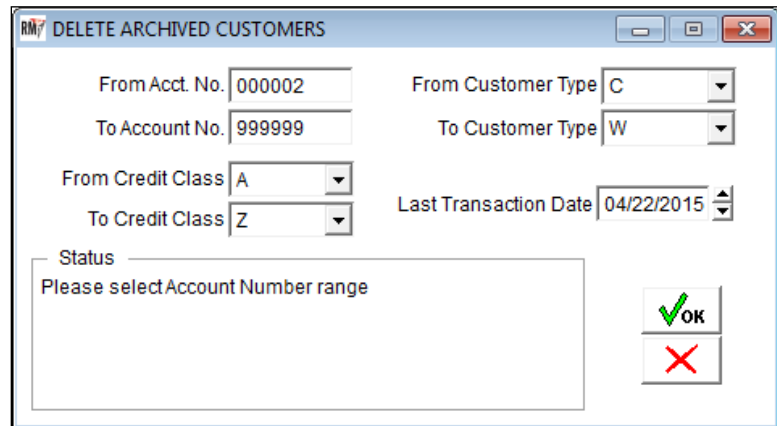 RM DELETE ARCHIVED CUSTOMERS
From Acct. No. 000002 From Customer Type C
To Account No. 999999 To Customer Type W
From Credit Class A
Last Transaction Date 04/22/2015
To Credit Class Z
Status
Please select Account Number range
OK